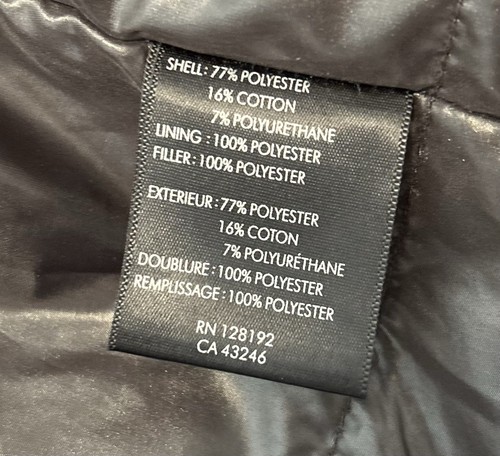 SHELL: 77% POLYESTER
16% COTTON
7% POLYURETHANE
LINING : 100% POLYESTER
FILLER: 100% POLYESTER
EXTERIEUR: 77% POLYESTER
16% COTON
7% POLYURÉTHANE
DOUBLURE : 100% POLYESTER
REMPLISSAGE: 100% POLYESTER
RN 128192
CA 43246